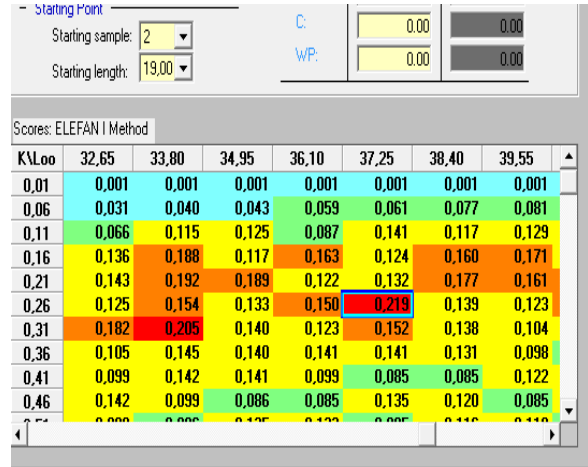 Starting Point
C: 0.00 0.00
Starting sample: 2
WP: 0.00 0.00
Starting length: 19,00
Scores: ELEFAN I Method
K\Loo 32,65 33,80 34,95 36,10 37,25 38,40 39,55
0,01 0,001 0,001 0,001 0,001 0,001 0,001 0,001
0,06 0,031 0,040 0,043 0,059 0,061 0,077 0,081
0,11 0,066 0,115 0,125 0,087 0,141 0,117 0,129
0,16 0,136 0,188 0,117 0,163 0,124 0,160 0,171
0,21 0,143 0,192 0,189 0,122 0,132 0,177 0,161
0,26 0,125 0,154 0,133 0,150 0,219 0,139 0,123
0,31 0,182 0,205 0,140 0,123 0,152 0,138 0,104
0,36 0,105 0,145 0,140 0,141 0,141 0,131 0,098
0,41 0,099 0,142 0,141 0,099 0,085 0,085 0,122
0,46 0,142 0,099 0,086 0,085 0,135 0,120 0,085